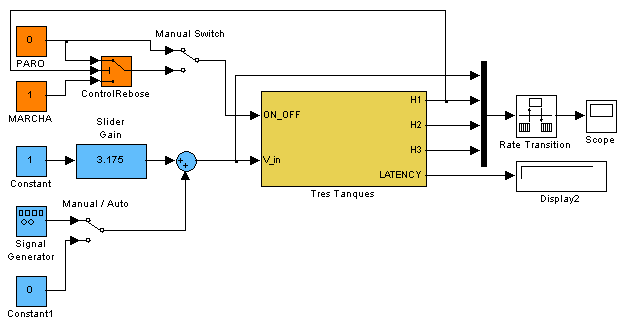 0
PARO
Manual Switch
ControlRebose
1
MARCHA
Slider
Gain
1
Constant
3.175
+
+
ON_OFF
V_in
H1
H2
H3
LATENCY
Tres Tanques
Rate Transition
Scope
Display2
Manual / Auto
Signal
Generator
0
Constant1